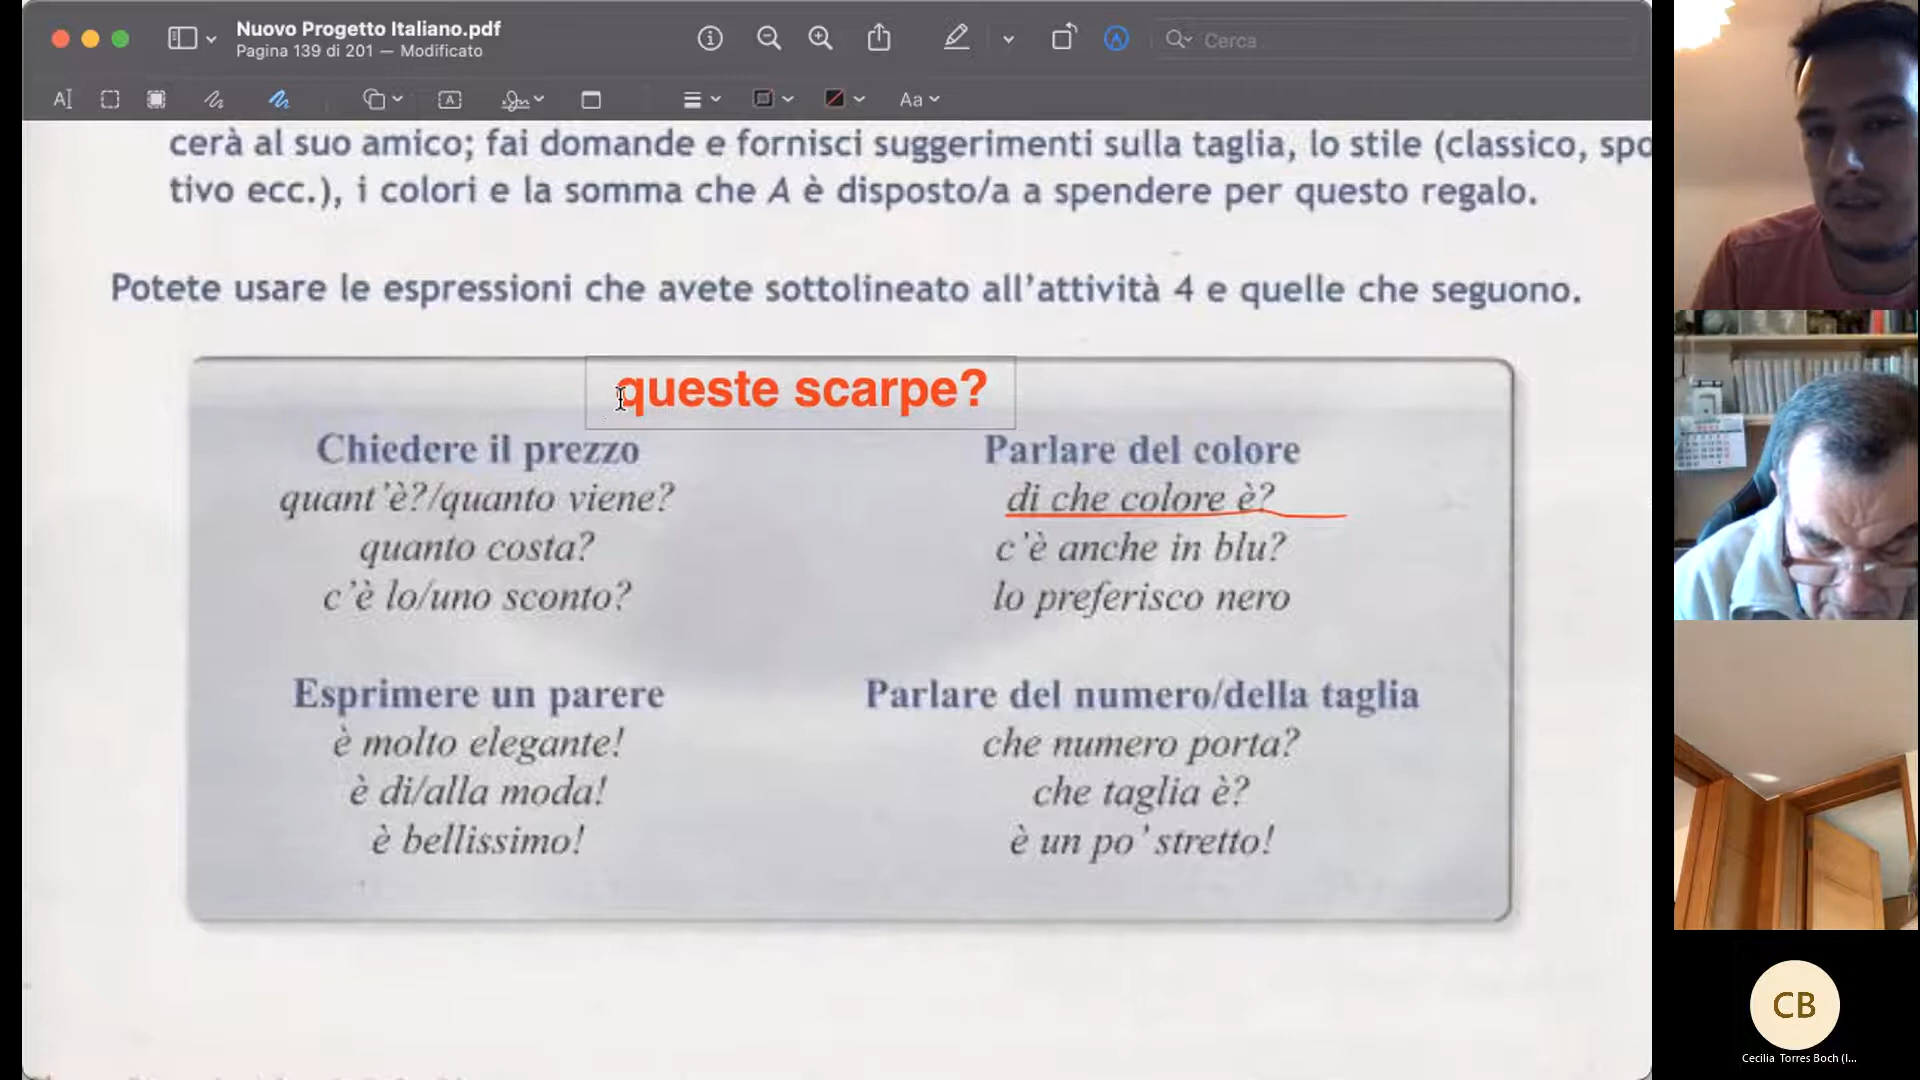 Nuovo Progetto Italiano.pdf
Pagina 139 di 201 — Modificato
Cerca
Aa
cerà al suo amico; fai domande e fornisci suggerimenti sulla taglia, lo stile (classico, spo
tivo ecc.), i colori e la somma che A è disposto/a a spendere per questo regalo.
Potete usare le espressioni che avete sottolineato all'attività 4 e quelle che seguono.
queste scarpe?
Chiedere il prezzo
quant'è?/quanto viene?
quanto costa?
c'è lo/uno sconto?
Parlare del colore
di che colore è?
c'è anche in blu?
lo preferisco nero
Esprimere un parere
è molto elegante!
è di/alla moda!
è bellissimo!
Parlare del numero/della taglia
che numero porta?
che taglia è?
è un po' stretto!
CB
Cecilia Torres Boch (I...